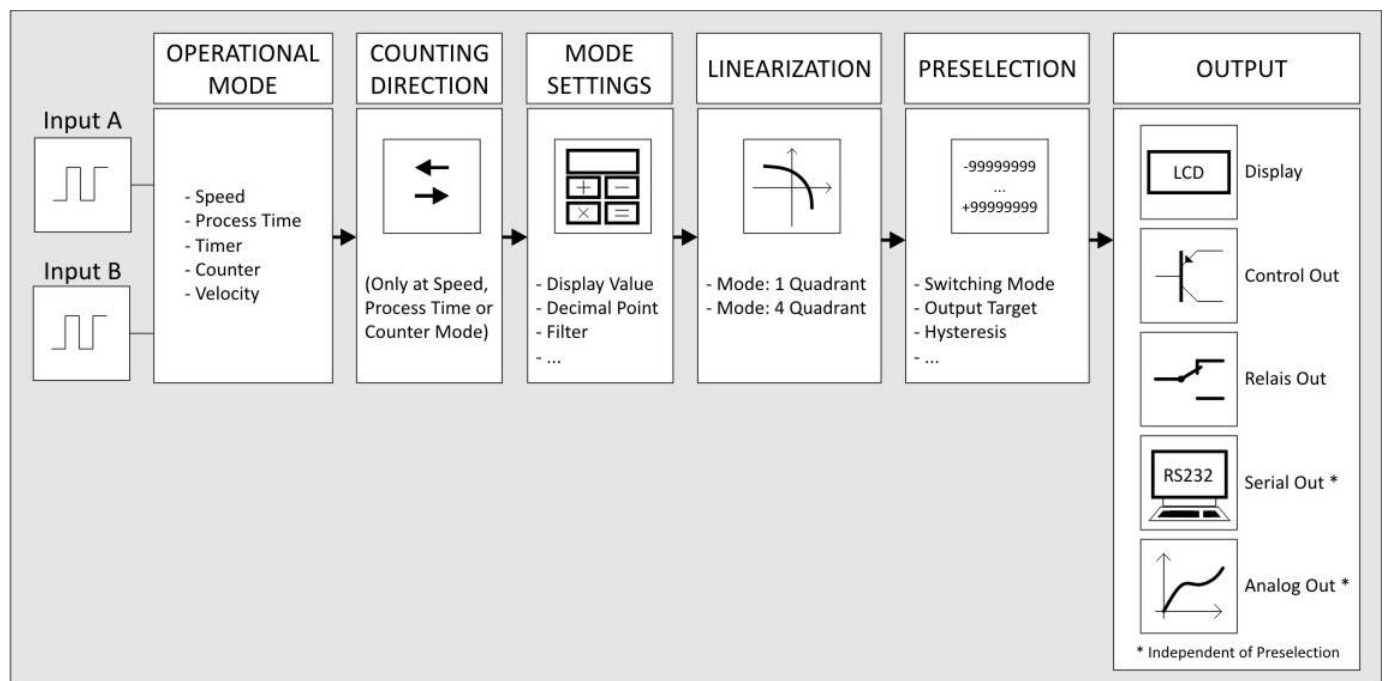 OPERATIONAL
MODE
COUNTING
DIRECTION
MODE
SETTINGS
LINEARIZATION
PRESELECTION
OUTPUT
Input A
Input B
- Speed
- Process Time
- Timer
- Counter
- Velocity
(Only at Speed,
Process Time or
Counter Mode)
+ −
× =
- Display Value
- Decimal Point
- Filter
- ...
- Mode: 1 Quadrant
- Mode: 4 Quadrant
-99999999
...
+99999999
- Switching Mode
- Output Target
- Hysteresis
- ...
LCD
Display
Control Out
Relais Out
RS232
Serial Out *
Analog Out *
* Independent of Preselection